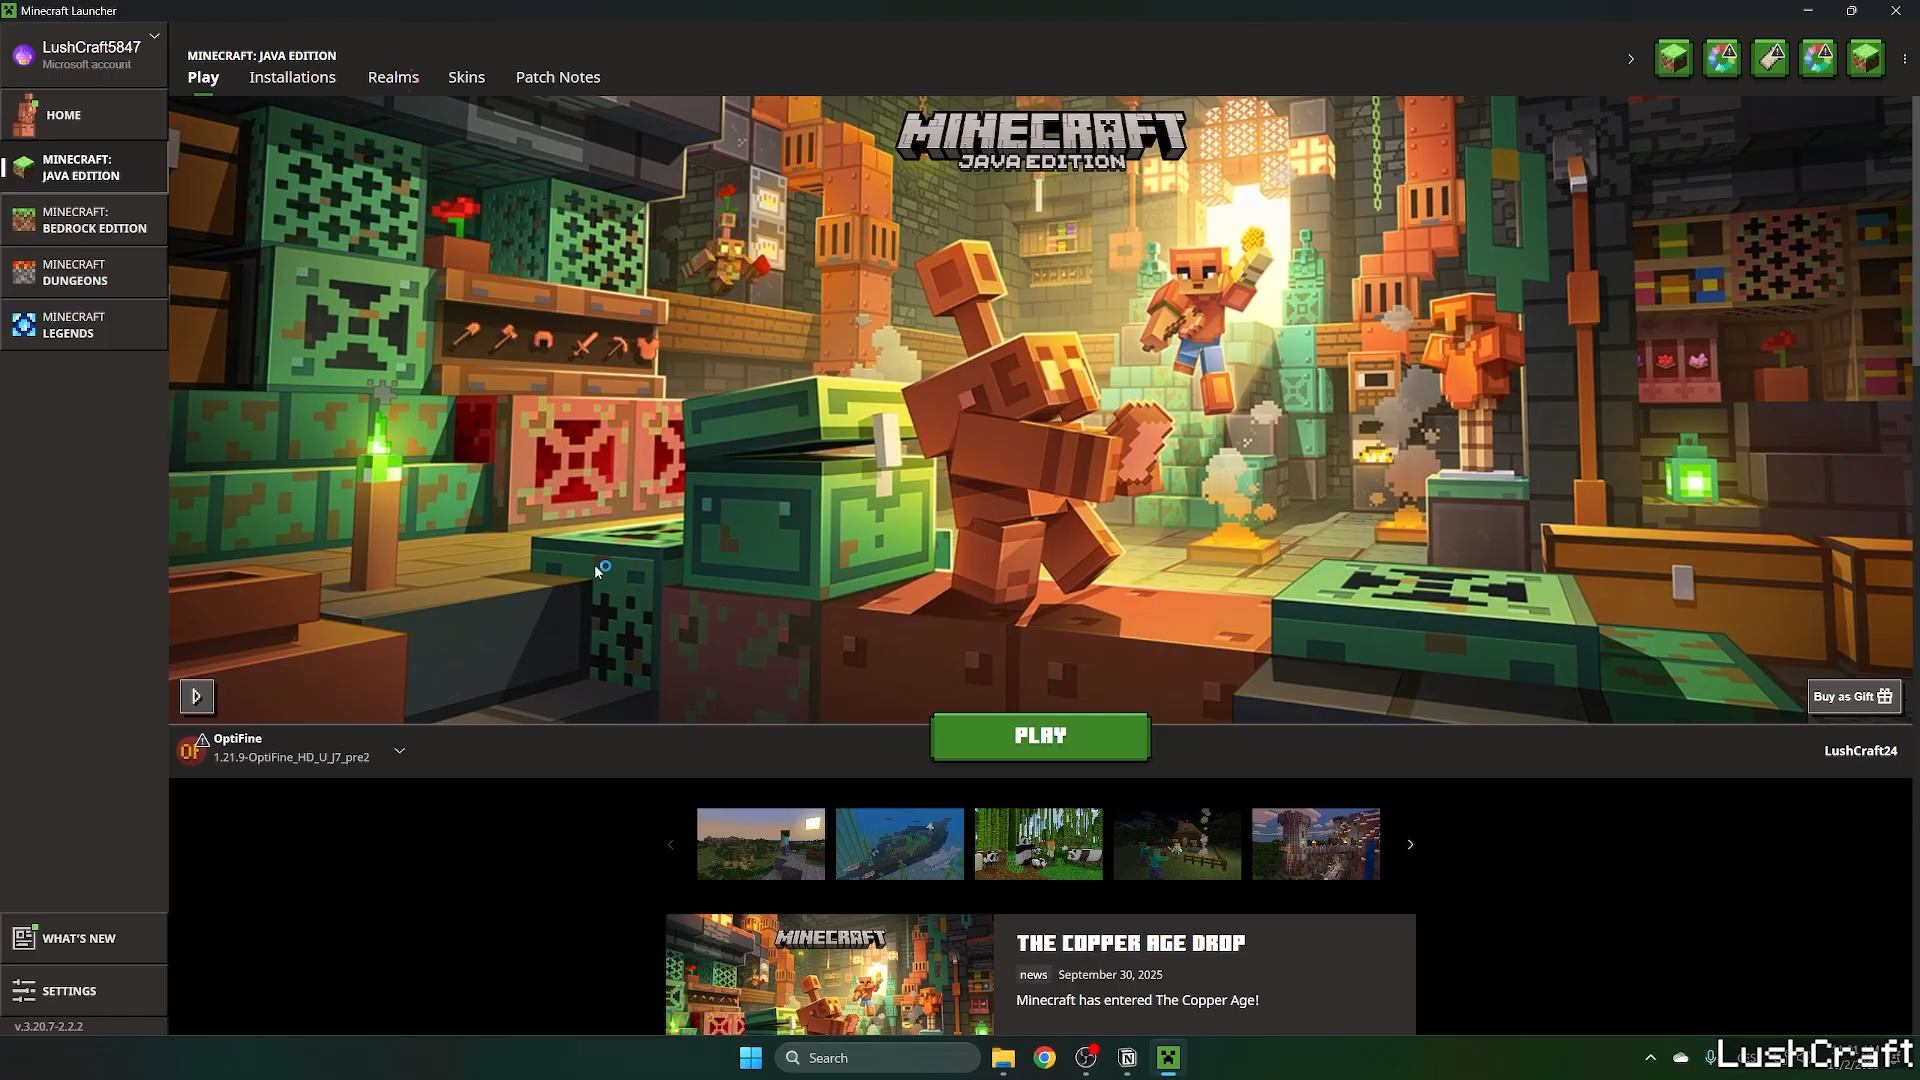 Minecraft Launcher
LushCraft5847
Microsoft account
MINECRAFT: JAVA EDITION
Play
Installations
Realms
Skins
Patch Notes
HOME
MINECRAFT:
JAVA EDITION
MINECRAFT:
BEDROCK EDITION
MINECRAFT
DUNGEONS
MINECRAFT
LEGENDS
MINECRAFT
JAVA EDITION
Buy as Gift
OF
OptiFine
1.21.9-OptiFine_HD_U_J7_pre2
PLAY
LushCraft24
MINECRAFT
THE COPPER AGE DROP
news September 30, 2025
Minecraft has entered The Copper Age!
WHAT'S NEW
SETTINGS
v.3.20.7-2.2.2
Search
LushCraft